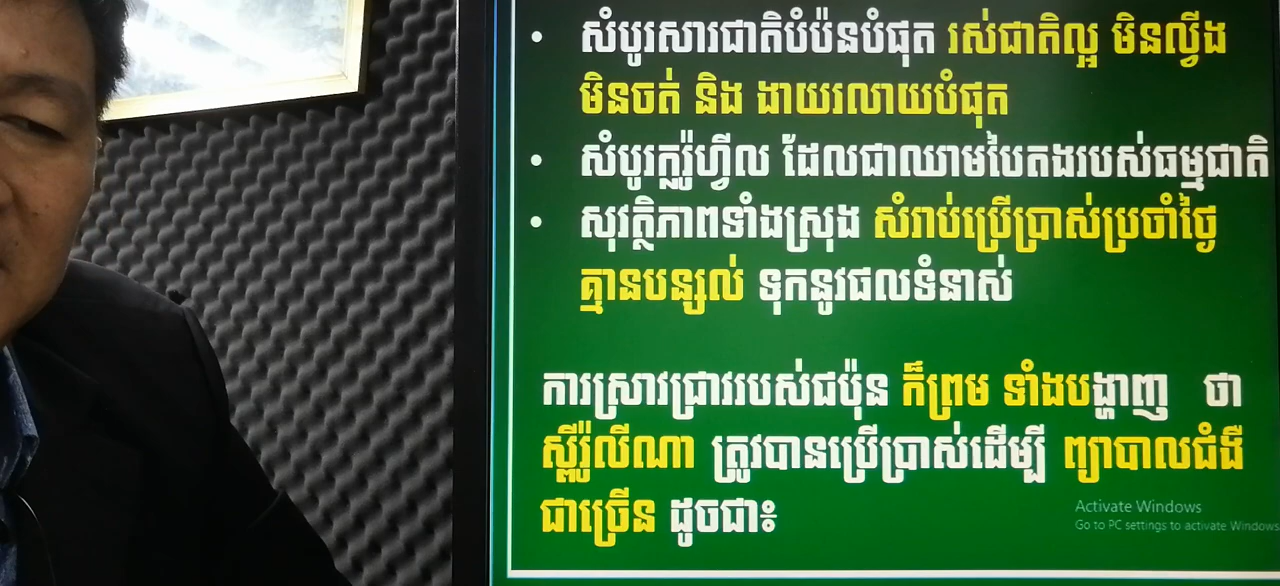 • សំបូរសារជាតិបំប៉នបំផុត រស់ជាតិល្អ មិនល្វីង
មិនចត់ និង ងាយរលាយបំផុត
• សំបូរក្លរ៉ូហ្វីល ដែលជាឈាមបៃតងរបស់ធម្មជាតិ
• សុវត្ថិភាពទាំងស្រុង សំរាប់ប្រើប្រាស់ប្រចាំថ្ងៃ
គ្មានបន្សល់ ទុកនូវផលទំនាស់
ការស្រាវជ្រាវរបស់ជប៉ុន ក៏ព្រម ទាំងបង្ហាញ ថា
ស្ពីរ៉ូលីណា ត្រូវបានប្រើប្រាស់ដើម្បី ព្យាបាលជំងឺ
ជាច្រើន ដូចជា៖
Activate Windows
Go to PC settings to activate Windows